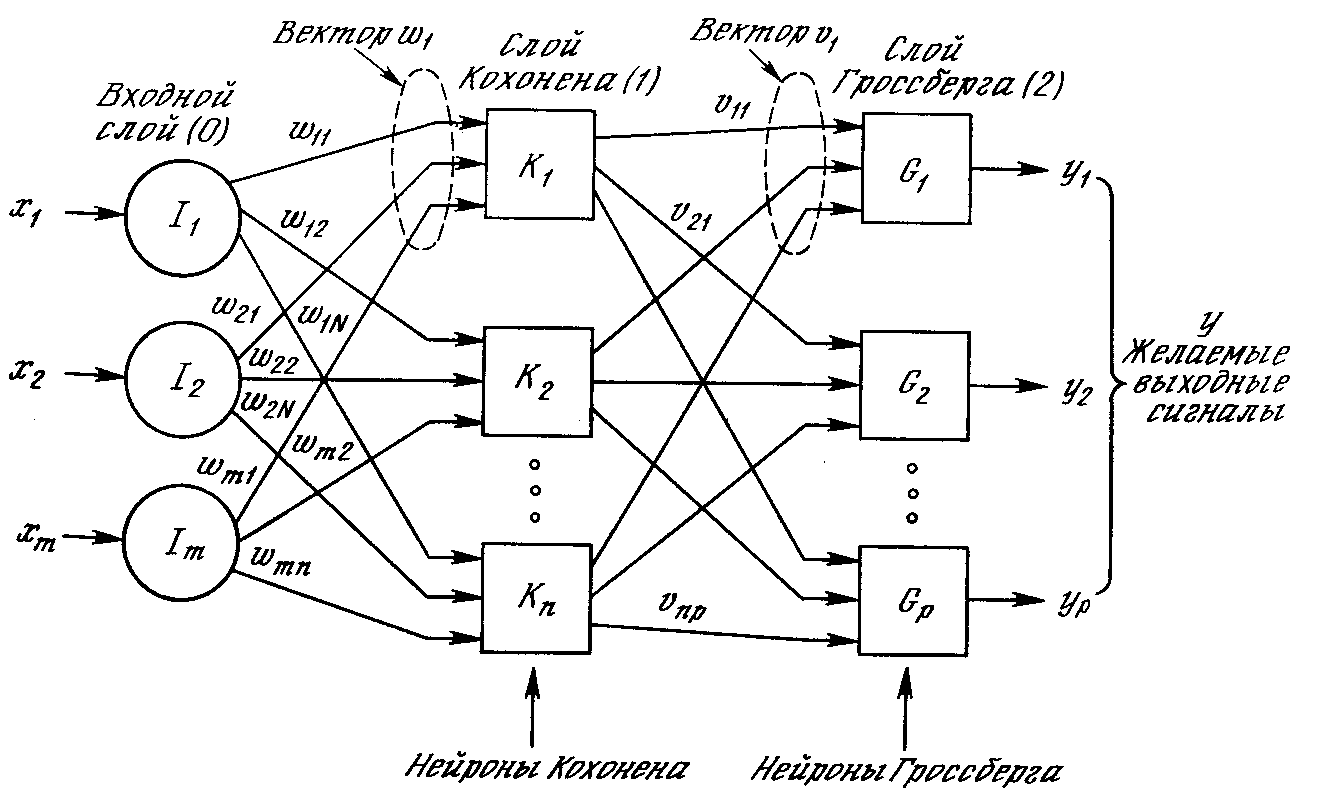 Вектор w1
Слой
Кохонена (1)
Вектор v1
Слой
Гроссберга (2)
Входной
слой (0)
w11
v11
x1
I1
K1
G1
y1
w12
v21
w21
w1N
y
Желаемые
выходные
сигналы
x2
I2
w22
K2
G2
y2
w2N
wm2
wm1
xm
Im
wmn
Kn
vnp
Gp
yp
Нейроны Кохонена
Нейроны Гроссберга